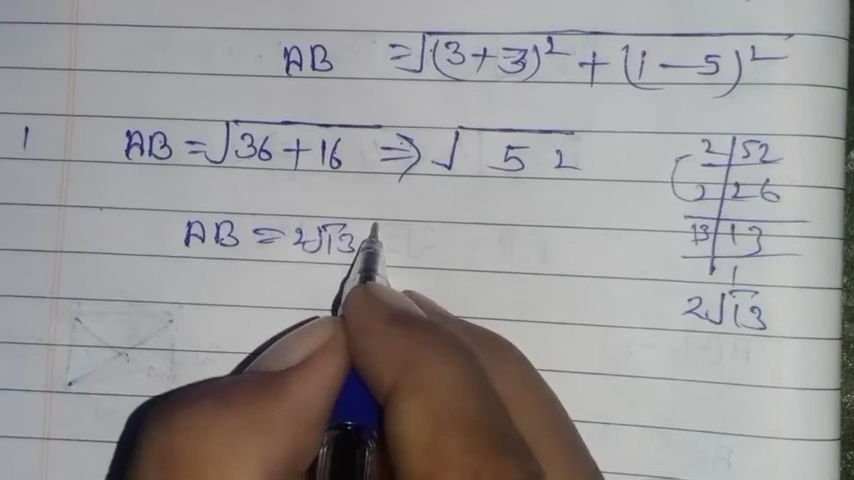 AB = √(3+3)² + (1-5)²
1 AB = √36+16 ⇒ √52
AB = 2√13
2 52
2 26
13 13
1
2√13